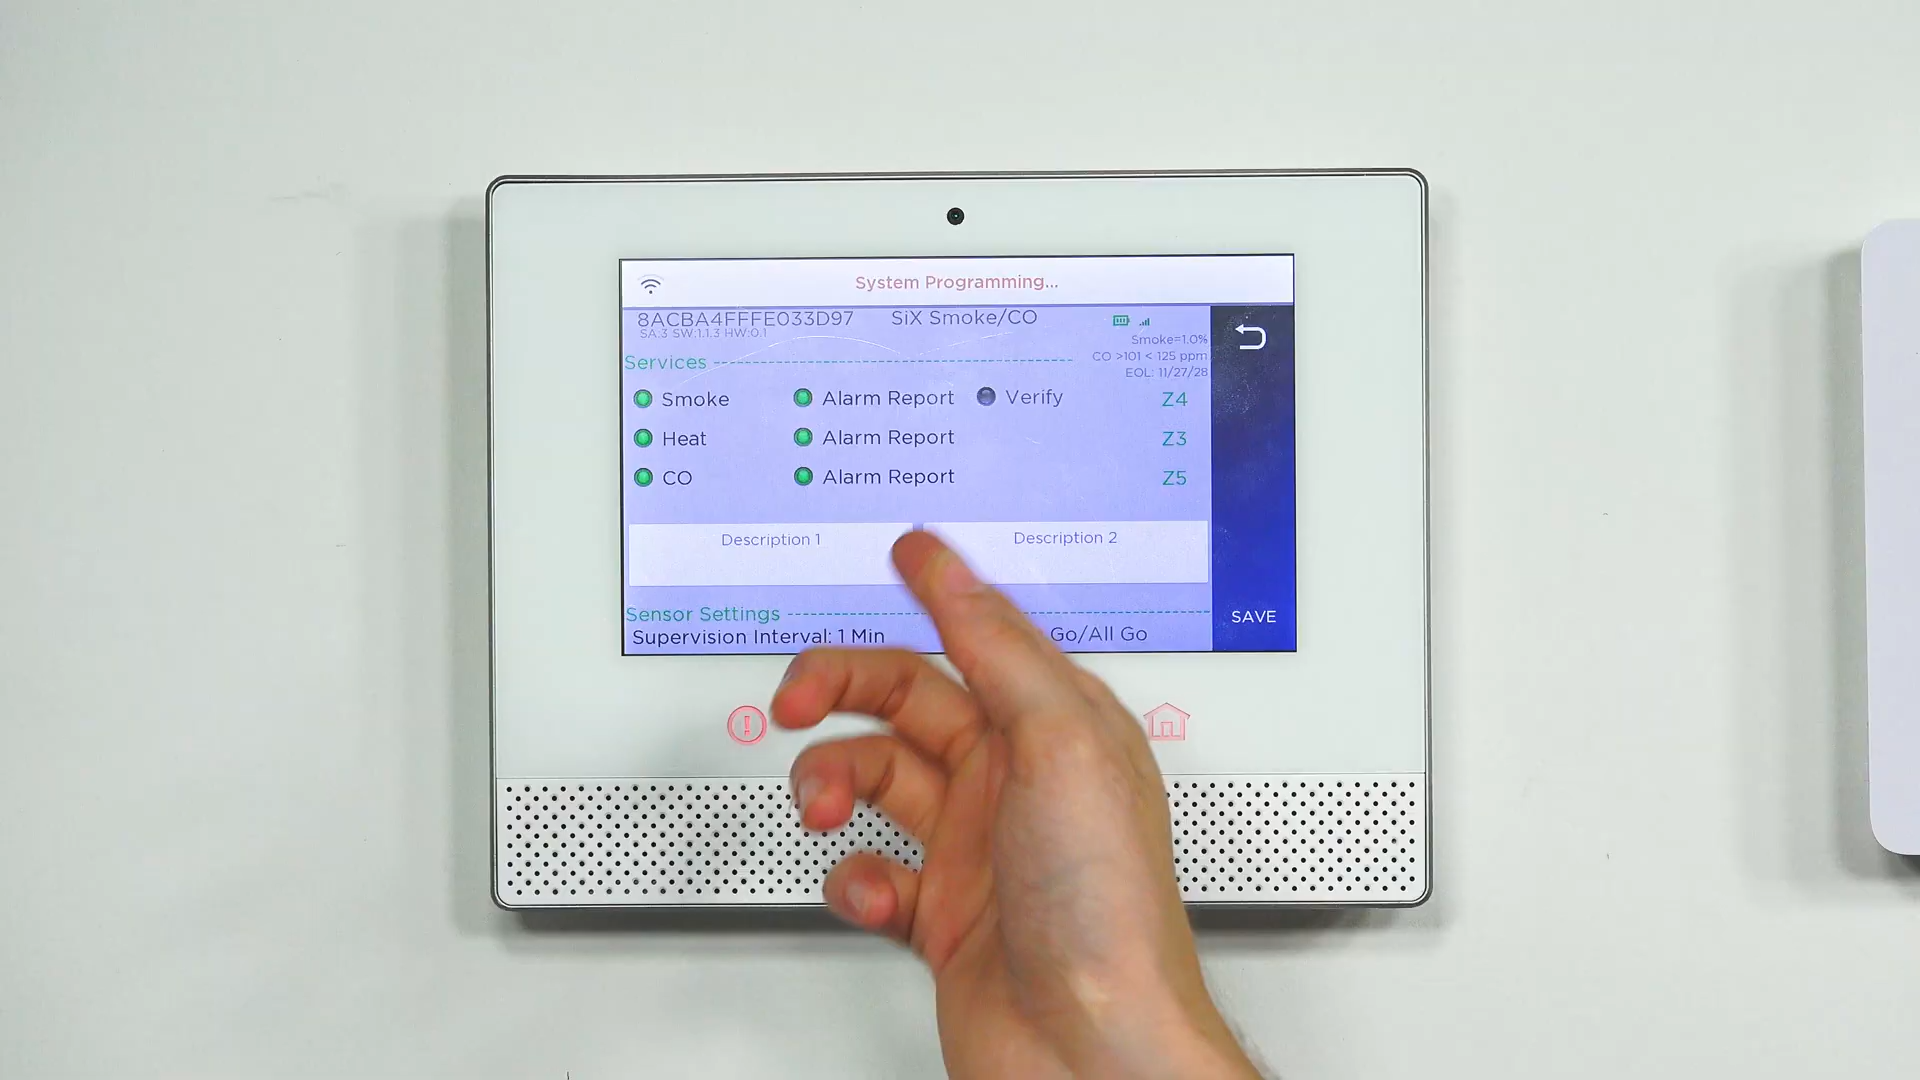 System Programming...
8ACBA4FFFE033D97 SiX Smoke/CO
SA:3 SW:1.1.3 HW:0.1
Smoke=1.0%
Services
CO >101 < 125 ppm
EOL: 11/27/28
Smoke Alarm Report Verify Z4
Heat Alarm Report Z3
CO Alarm Report Z5
Description 1 Description 2
Sensor Settings
SAVE
Supervision Interval: 1 Min Go/All Go